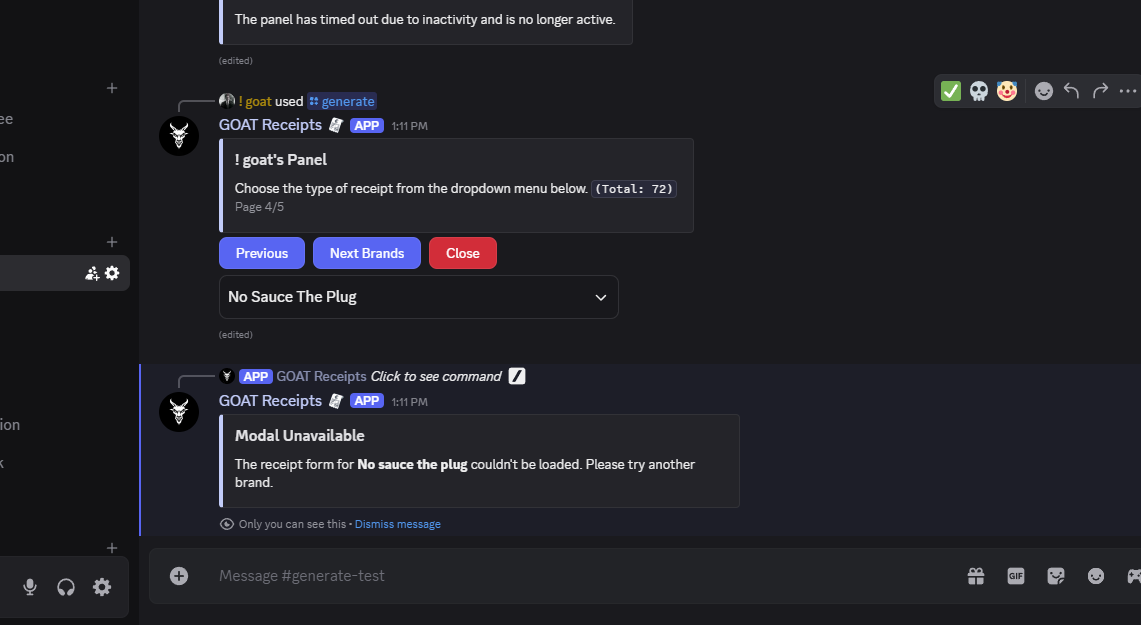 The panel has timed out due to inactivity and is no longer active.
(edited)
ee
on
! goat used generate
GOAT Receipts APP 1:11 PM
! goat's Panel
Choose the type of receipt from the dropdown menu below. (Total: 72)
Page 4/5
Previous Next Brands Close
No Sauce The Plug
(edited)
APP GOAT Receipts Click to see command
GOAT Receipts APP 1:11 PM
ion
Modal Unavailable
k
The receipt form for No sauce the plug couldn't be loaded. Please try another
brand.
Only you can see this • Dismiss message
Message #generate-test
GIF